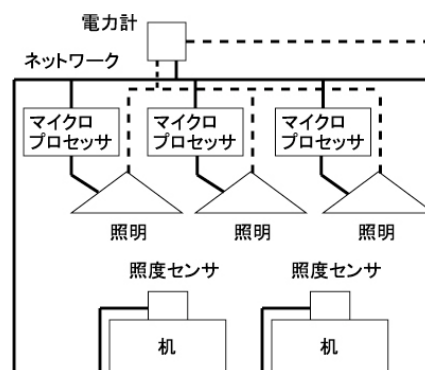 電力計
ネットワーク
マイクロ
プロセッサ
マイクロ
プロセッサ
マイクロ
プロセッサ
照明
照明
照明
照度センサ
照度センサ
机
机